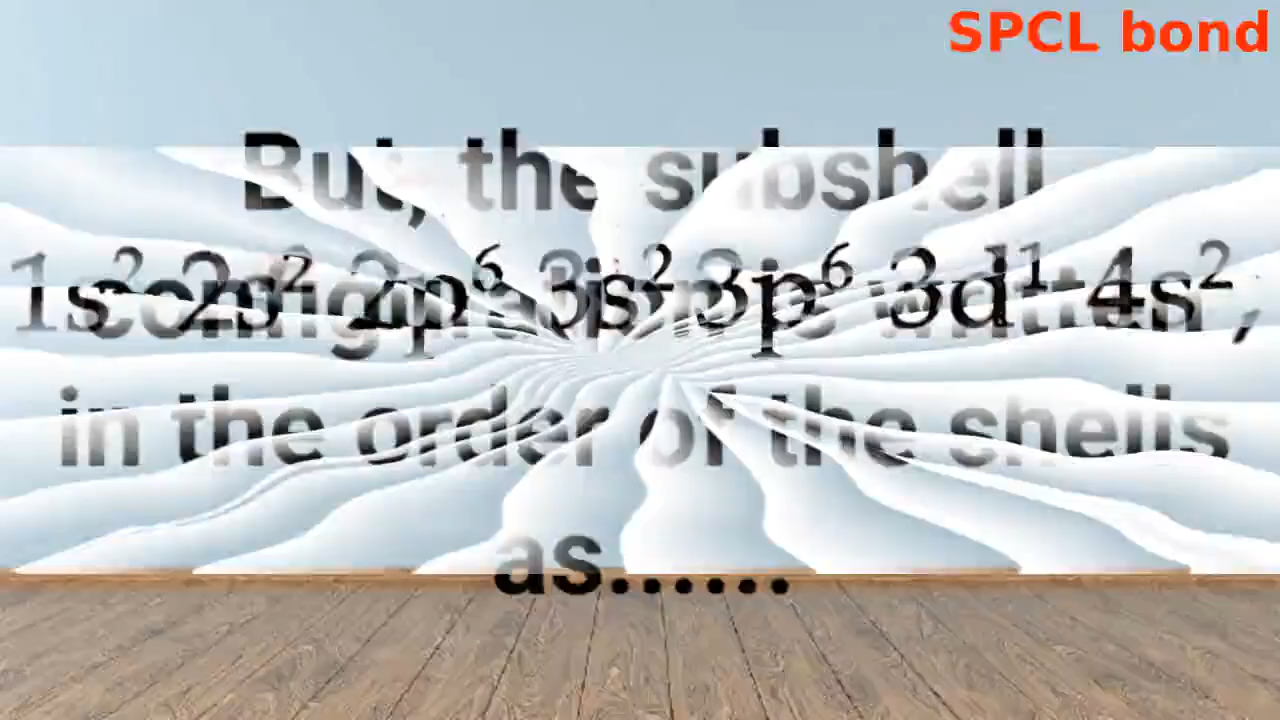 SPCL bond
But, the subshell
configuration is written
1s² 2s² 2p⁶ 3s² 3p⁶ 3d¹ 4s² ,
in the order of the shells
as......